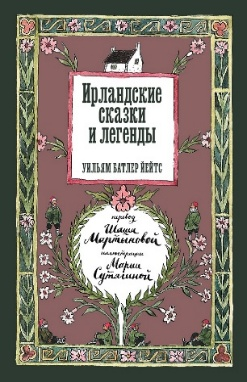 Ирландские
сказки
и легенды
УИЛЬЯМ БАТЛЕР ЙЕЙТС
перевод
Шаши
Мартыновой
иллюстрации
Марии
Сутягиной